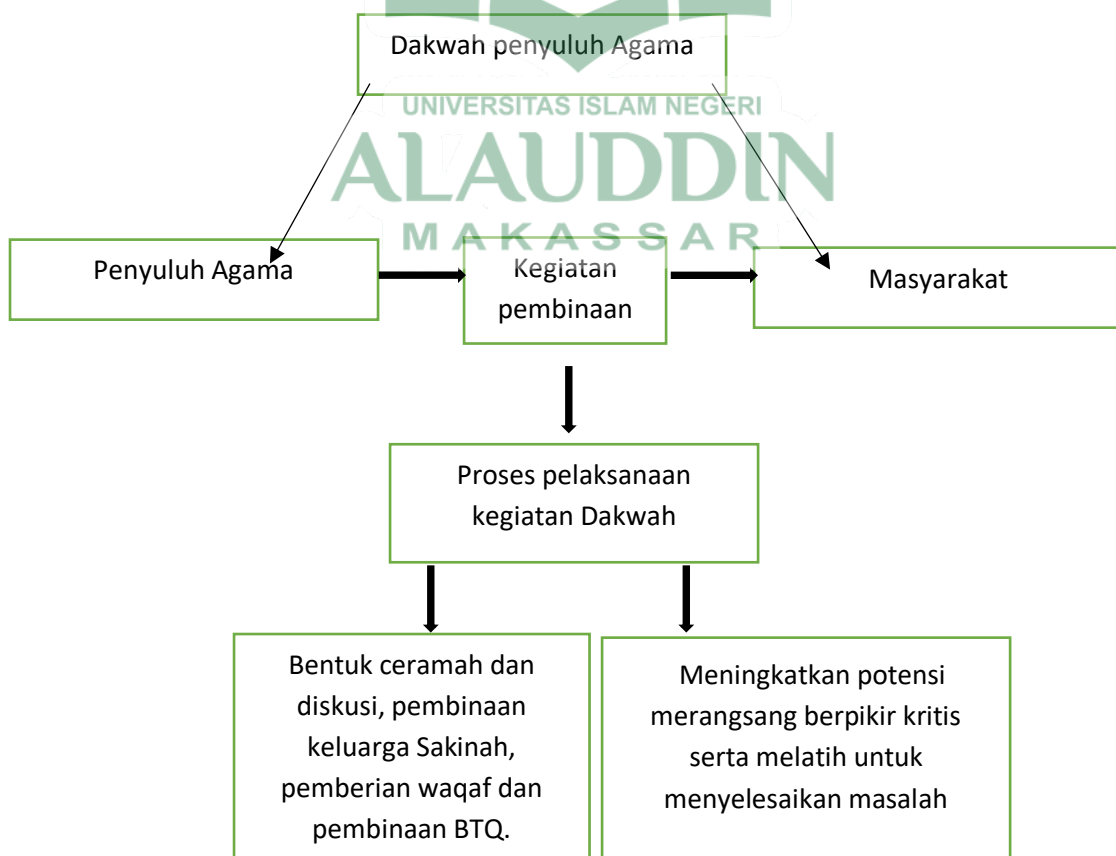 Dakwah penyuluh Agama
UNIVERSITAS ISLAM NEGERI
ALAUDDIN
MAKASSAR
Penyuluh Agama
Kegiatan
pembinaan
Masyarakat
Proses pelaksanaan
kegiatan Dakwah
Bentuk ceramah dan
diskusi, pembinaan
keluarga Sakinah,
pemberian waqaf dan
pembinaan BTQ.
Meningkatkan potensi
merangsang berpikir kritis
serta melatih untuk
menyelesaikan masalah